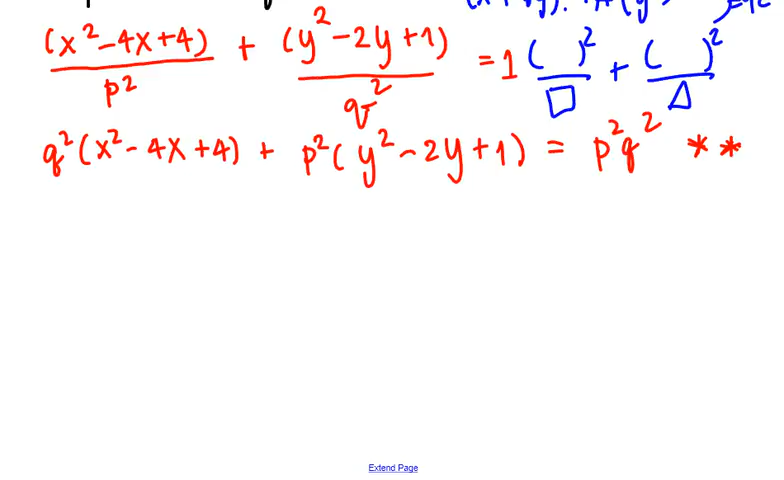 (x²-4x+4)/p² + (y²-2y+1)/q² = 1 ( )²/□ + ( )²/△
q²(x²-4x+4) + p²(y²-2y+1) = p²q² **
Extend Page